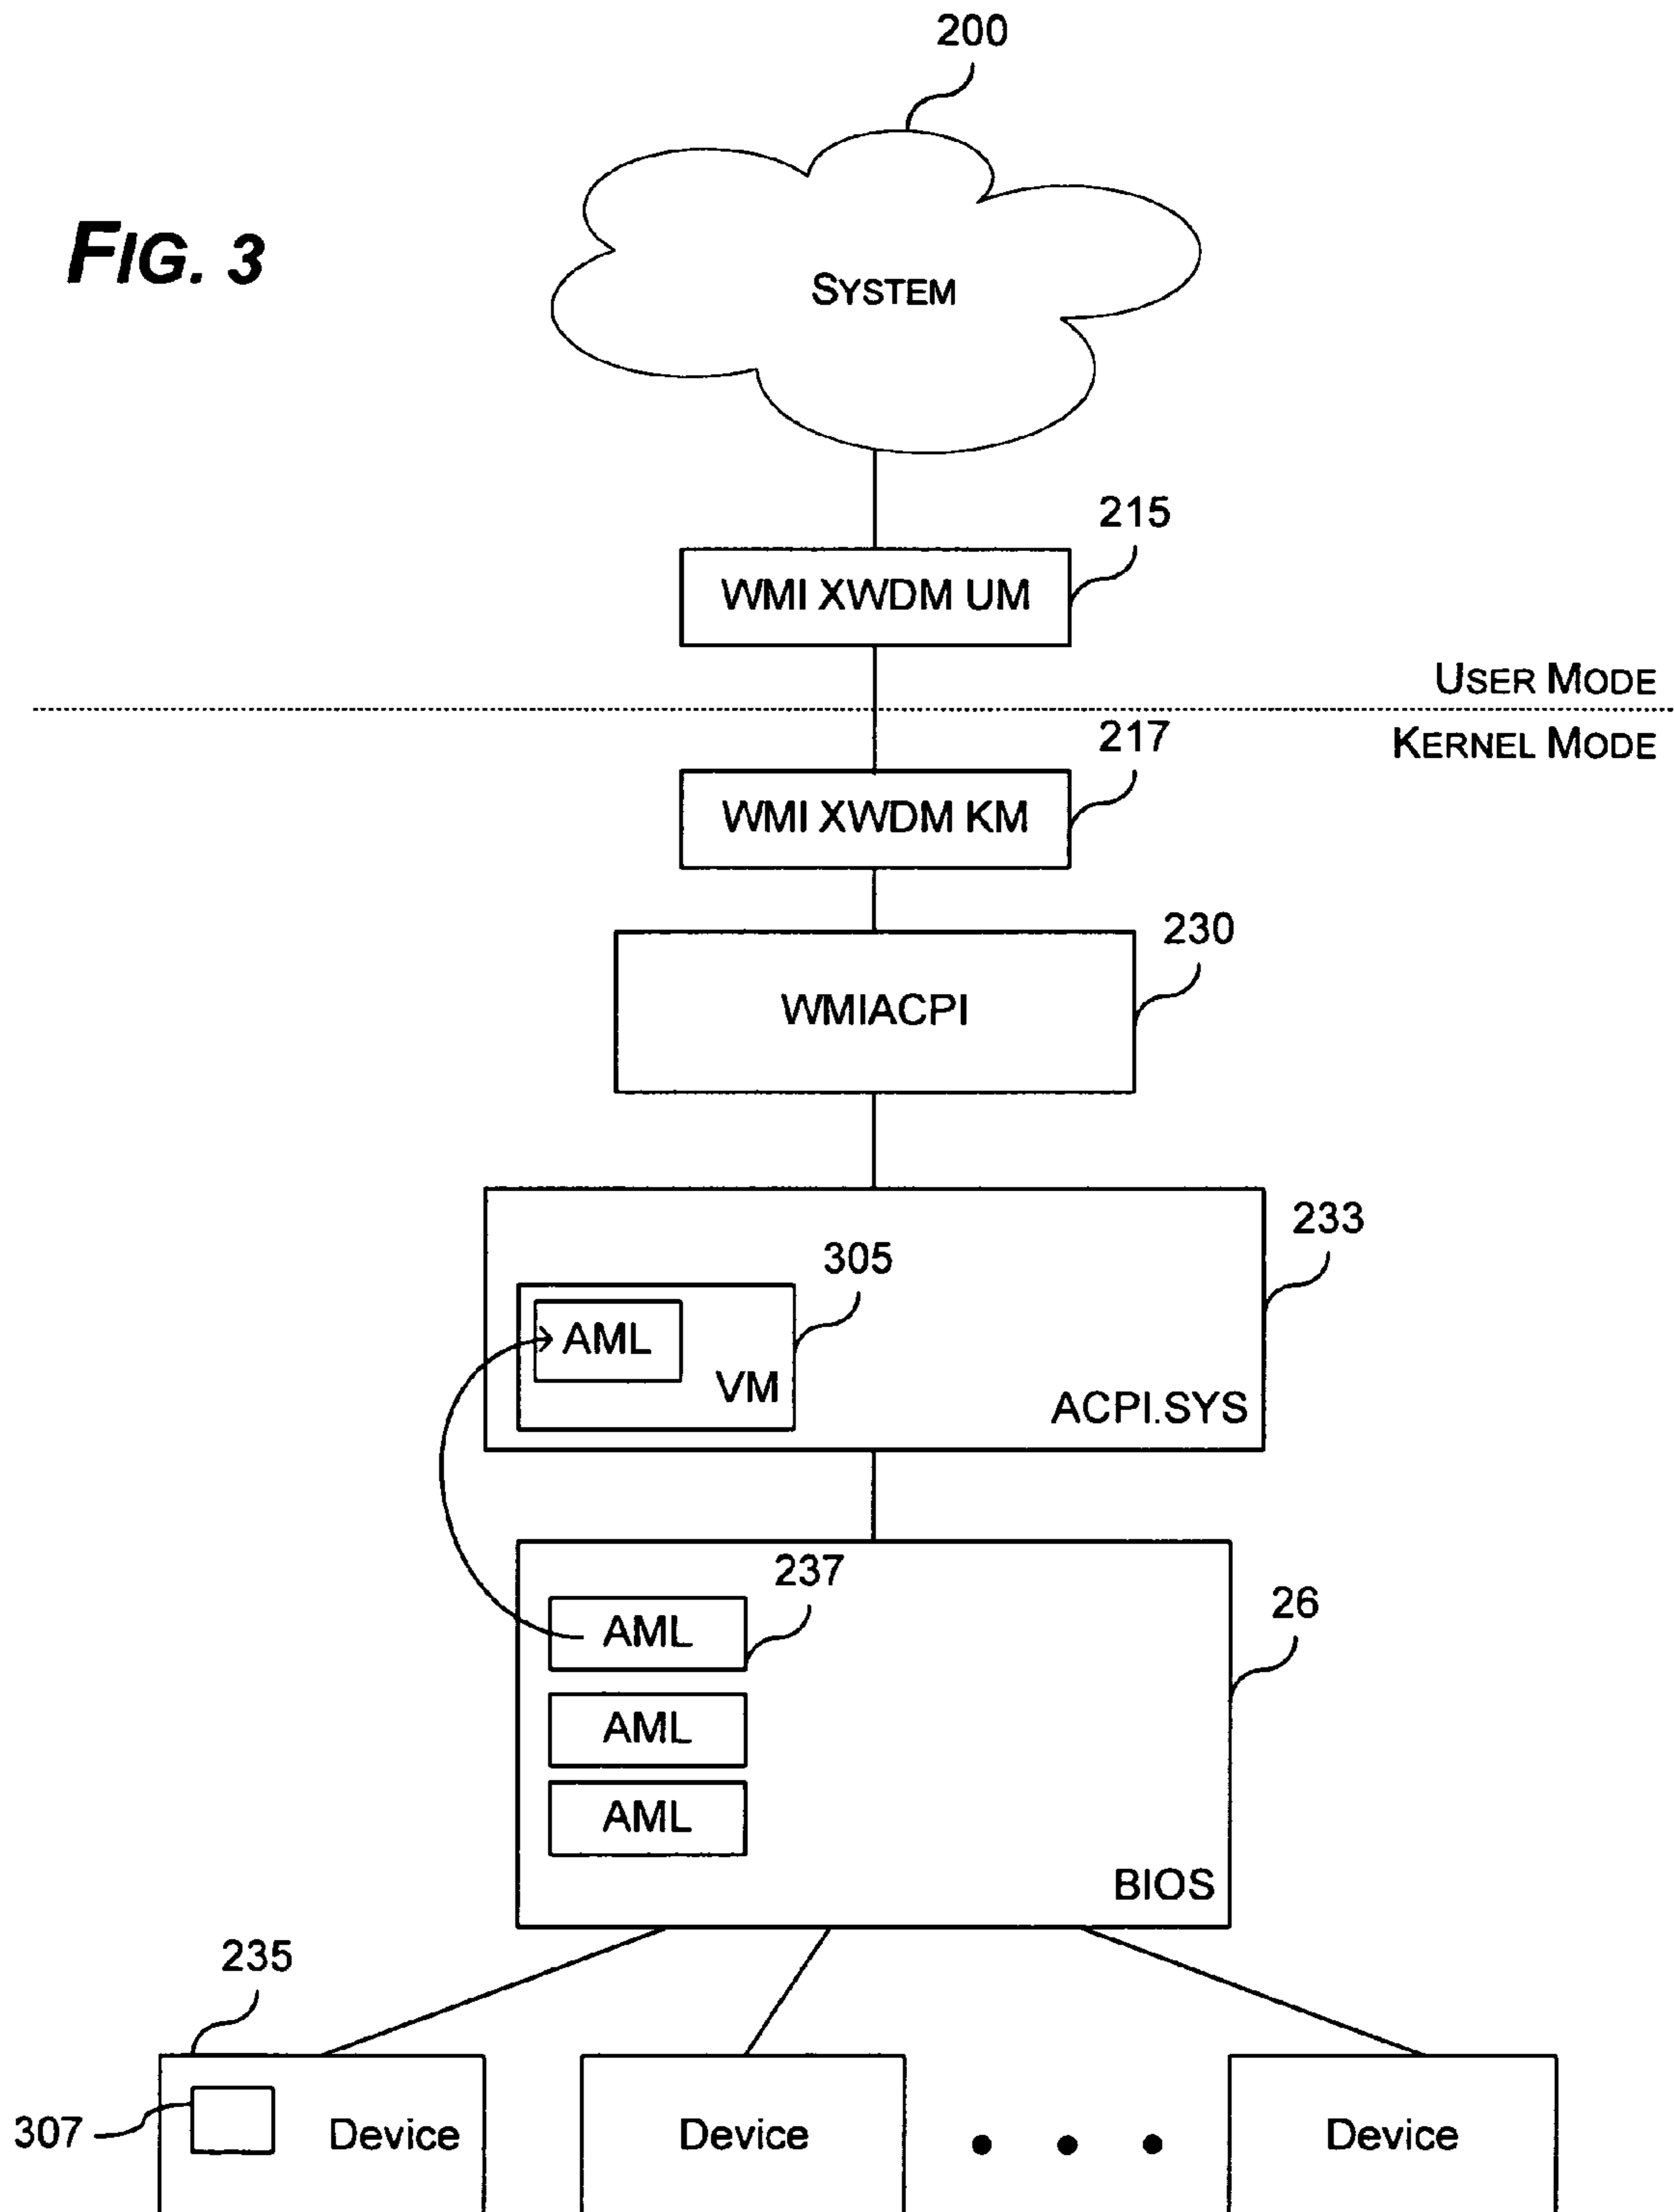 200
FIG. 3
SYSTEM
215
WMI XWDM UM
USER MODE
217
KERNEL MODE
WMI XWDM KM
230
WMIACPI
233
305
AML
VM
ACPI.SYS
237
26
AML
AML
AML
BIOS
235
307
Device
Device
• • •
Device